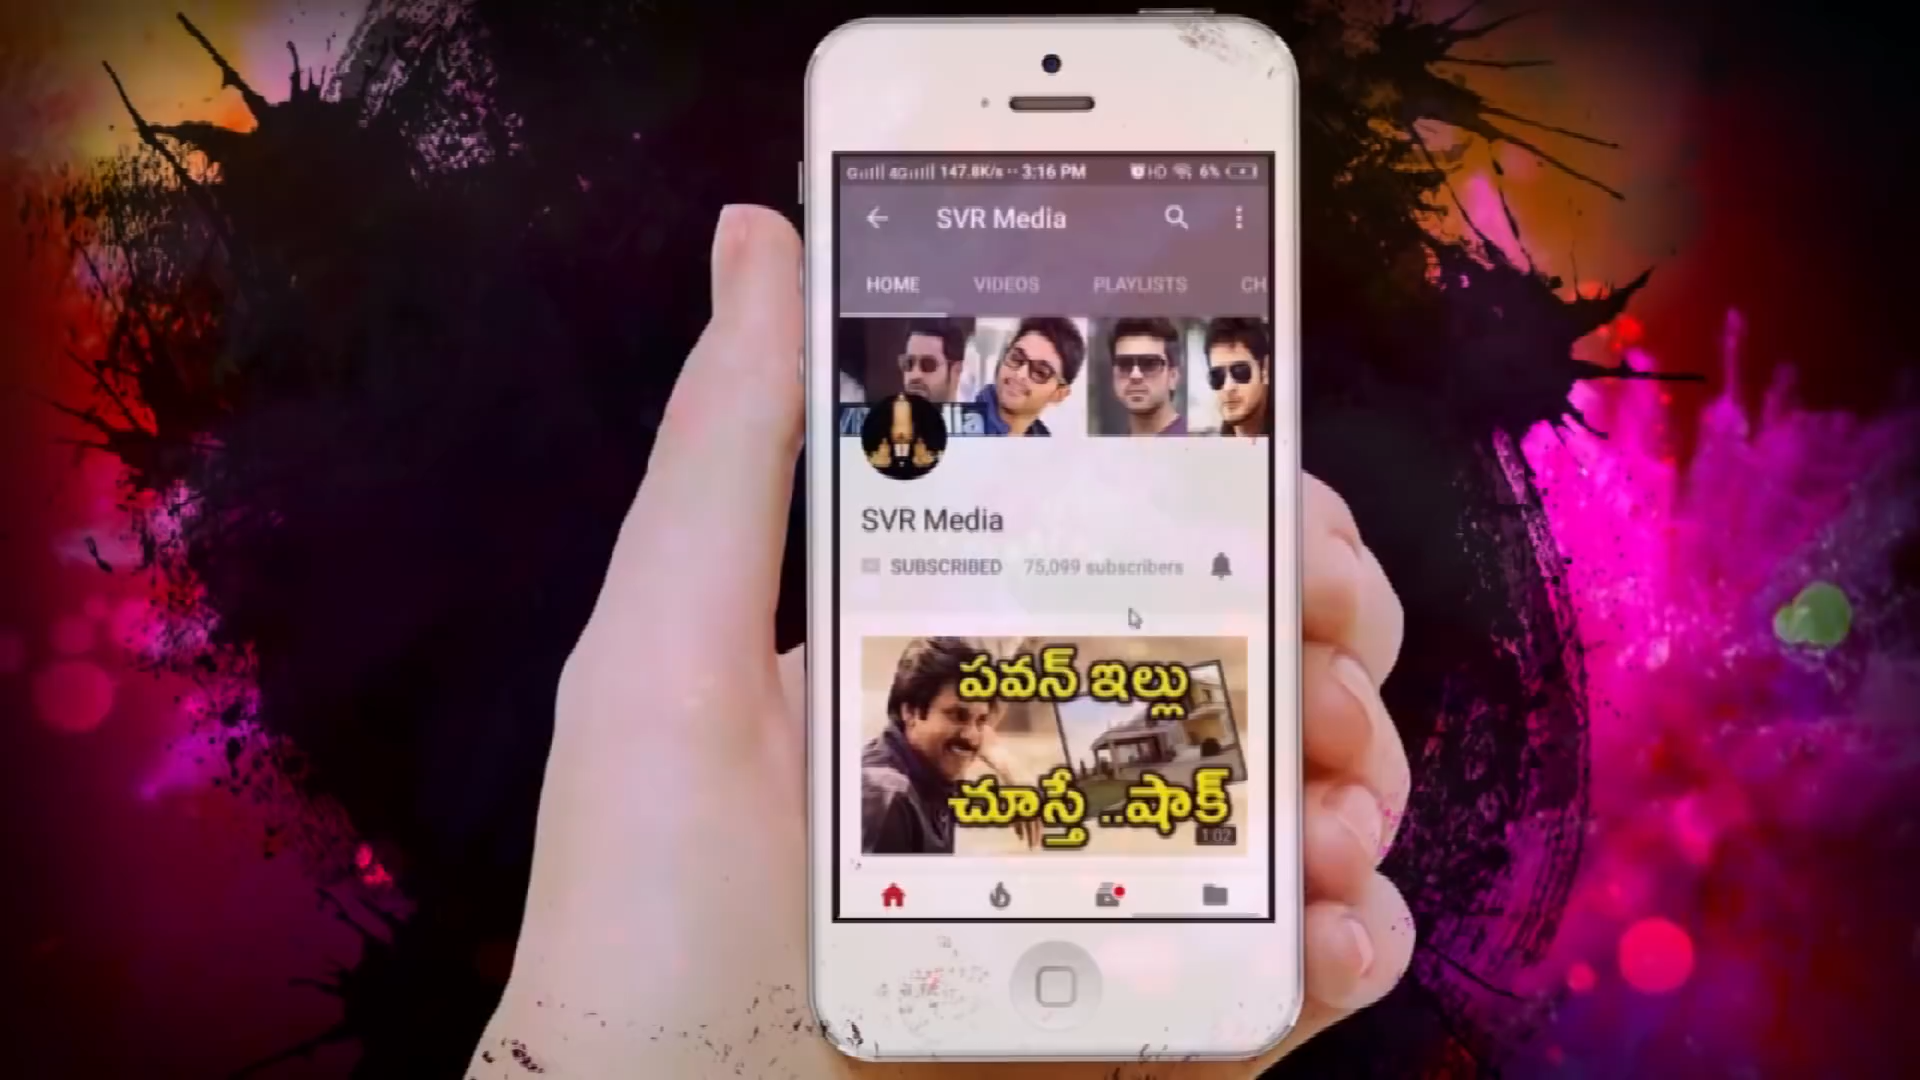 147.8K/s ·· 3:16 PM HD 6%
SVR Media
HOME VIDEOS PLAYLISTS CH
SVR Media
SUBSCRIBED 75,099 subscribers
పవన్ ఇల్లు
చూస్తే ..షాక్
1:02